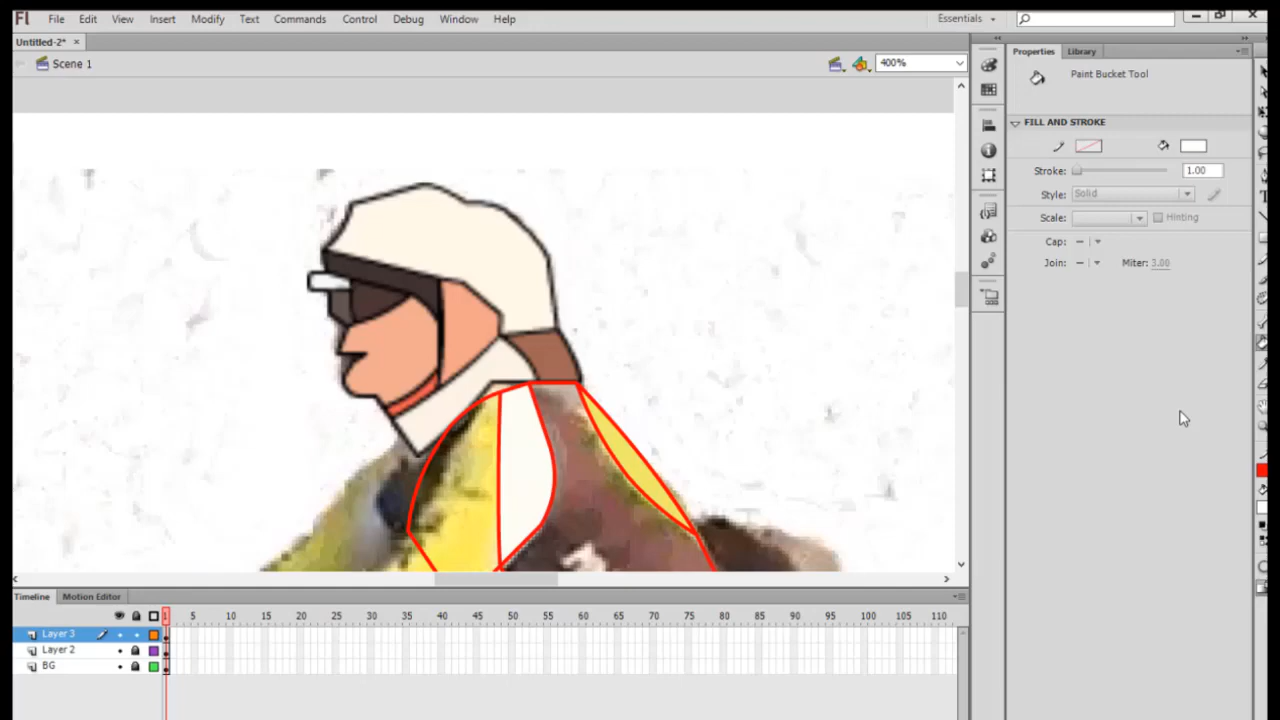 Fl File Edit View Insert Modify Text Commands Control Debug Window Help Essentials
Untitled-2* ×
Scene 1 400%
Properties Library
Paint Bucket Tool
FILL AND STROKE
Stroke: 1.00
Style: Solid
Scale: Hinting
Cap:
Join: Miter: 3.00
Timeline Motion Editor
1 5 10 15 20 25 30 35 40 45 50 55 60 65 70 75 80 85 90 95 100 105 110
Layer 3
Layer 2
BG